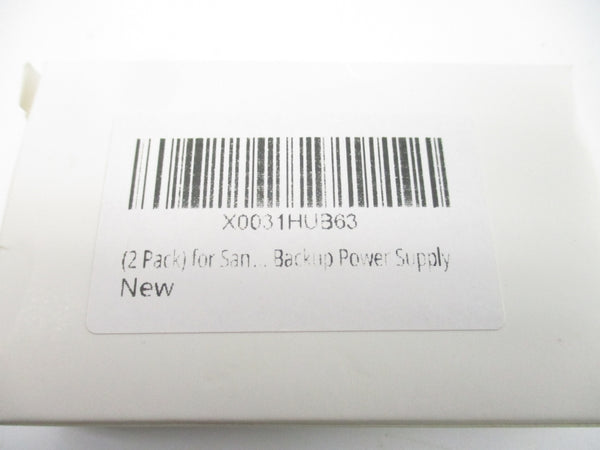 X0031HUB63
(2 Pack) for San... Backup Power Supply
New